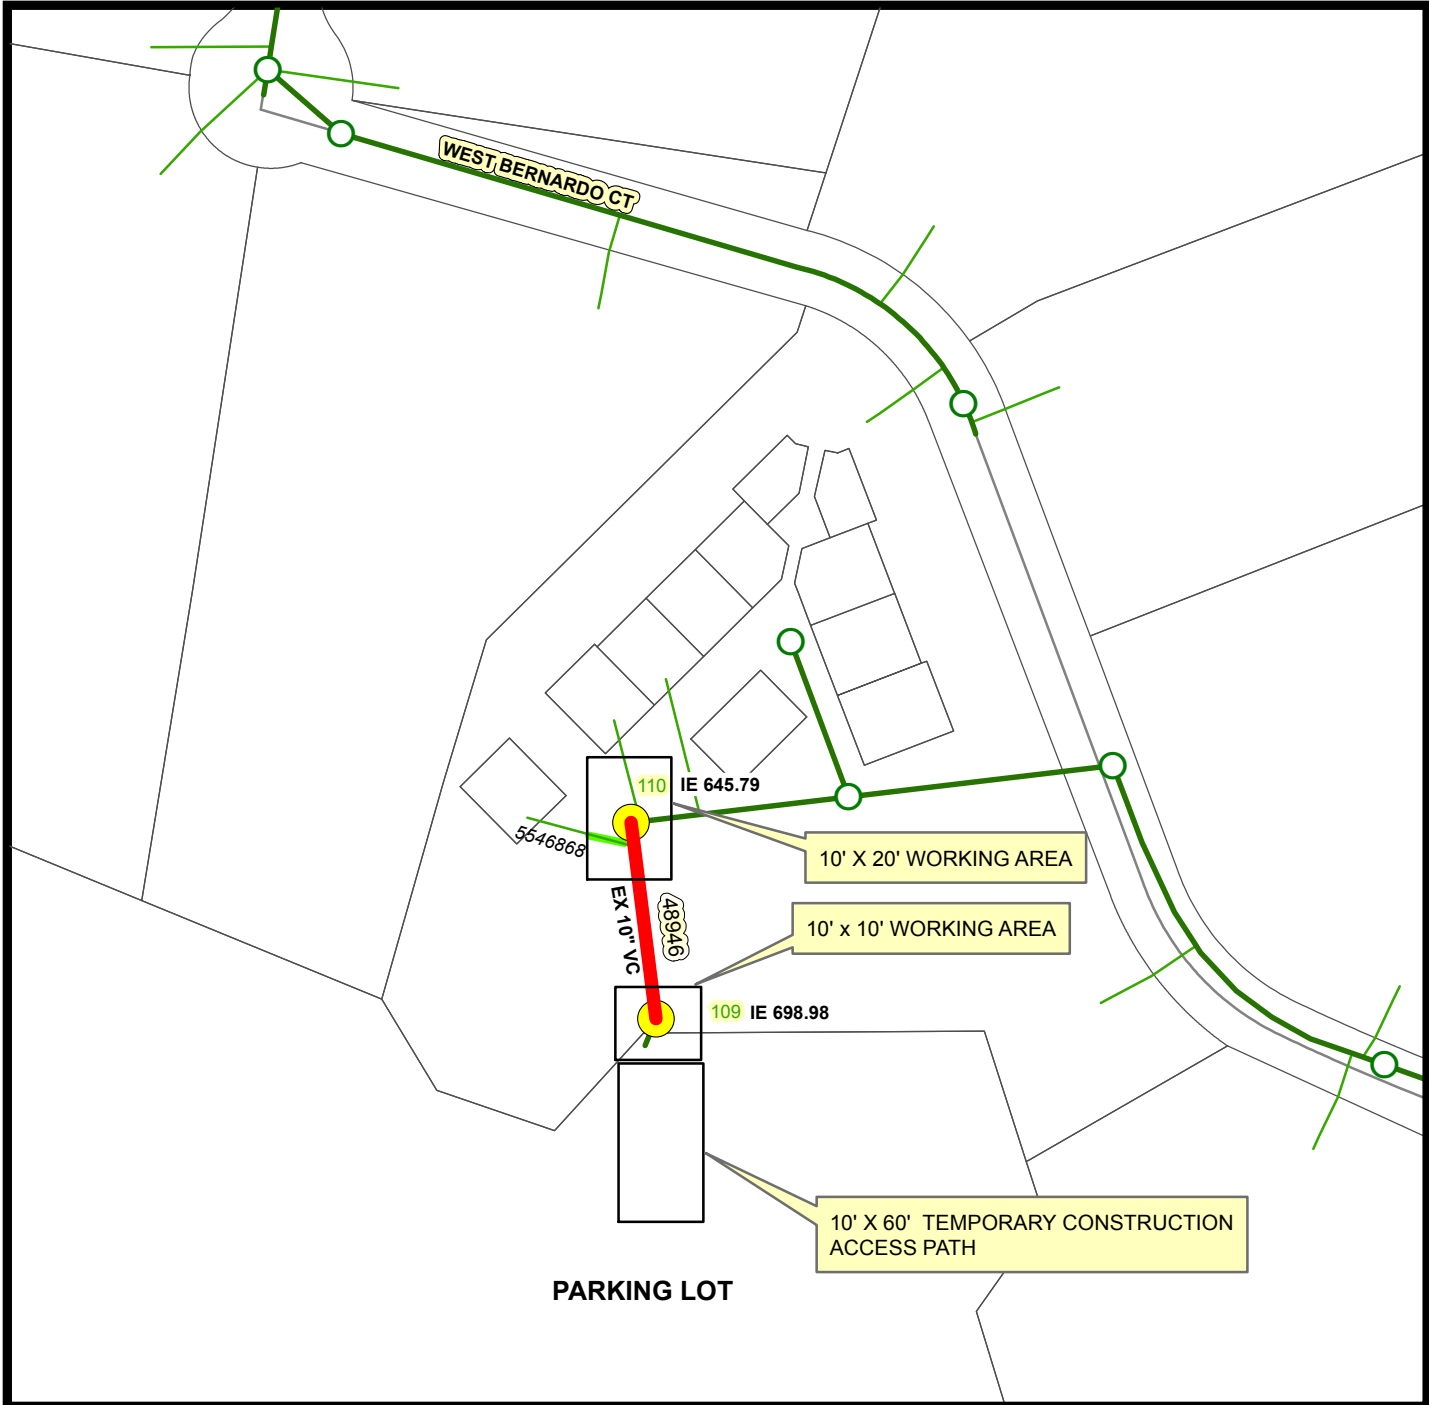 WEST BERNARDO CT
110 IE 645.79
5546868
10' X 20' WORKING AREA
EX 10" VC
48946
10' x 10' WORKING AREA
109 IE 698.98
10' X 60' TEMPORARY CONSTRUCTION
ACCESS PATH
PARKING LOT